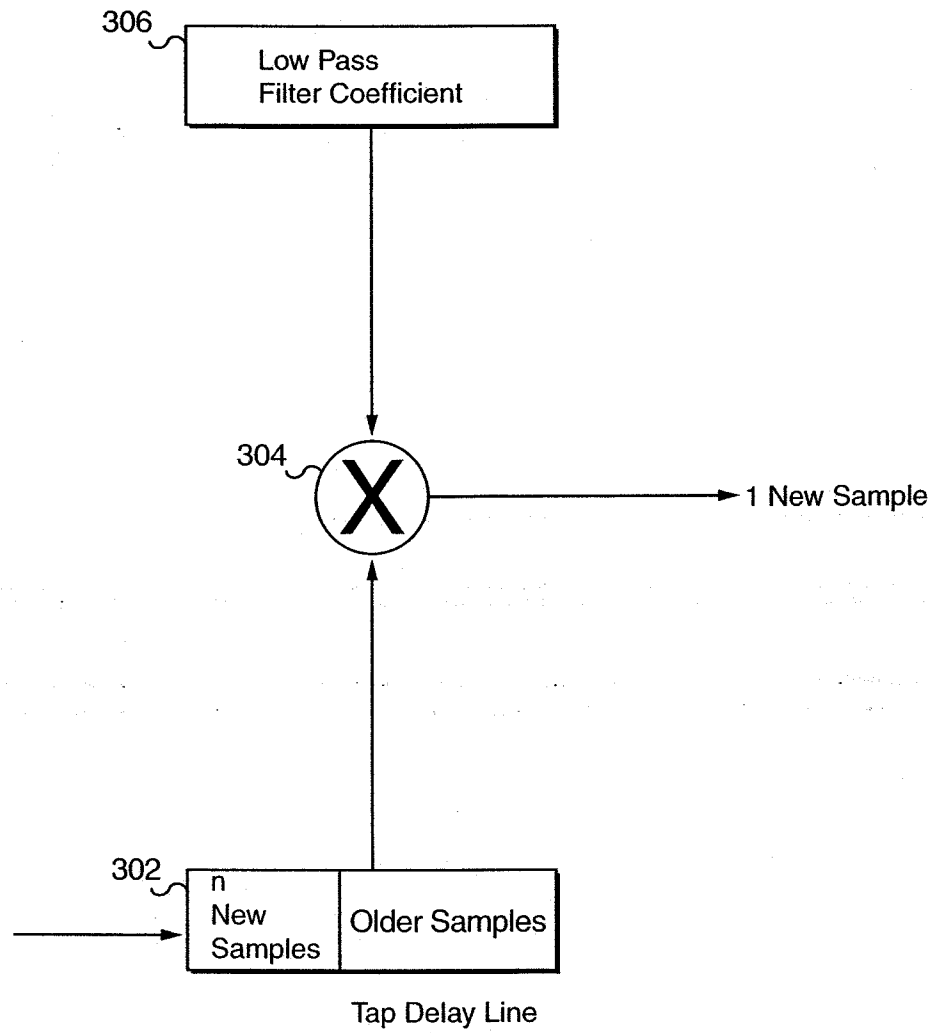 306
Low Pass
Filter Coefficient
304
X
1 New Sample
302
n
New
Samples
Older Samples
Tap Delay Line